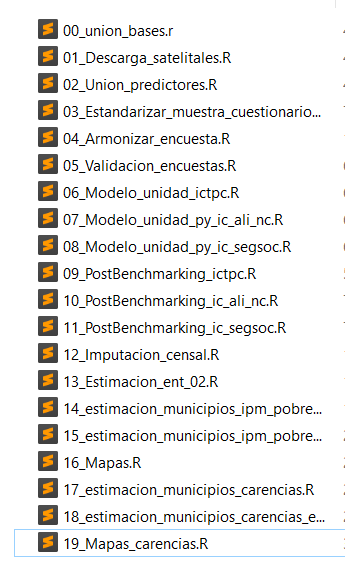 00_union_bases.r
01_Descarga_satelitales.R
02_Union_predictores.R
03_Estandarizar_muestra_cuestionario...
04_Armonizar_encuesta.R
05_Validacion_encuestas.R
06_Modelo_unidad_ictpc.R
07_Modelo_unidad_py_ic_ali_nc.R
08_Modelo_unidad_py_ic_segsoc.R
09_PostBenchmarking_ictpc.R
10_PostBenchmarking_ic_ali_nc.R
11_PostBenchmarking_ic_segsoc.R
12_Imputacion_censal.R
13_Estimacion_ent_02.R
14_estimacion_municipios_ipm_pobre...
15_estimacion_municipios_ipm_pobre...
16_Mapas.R
17_estimacion_municipios_carencias.R
18_estimacion_municipios_carencias_e...
19_Mapas_carencias.R